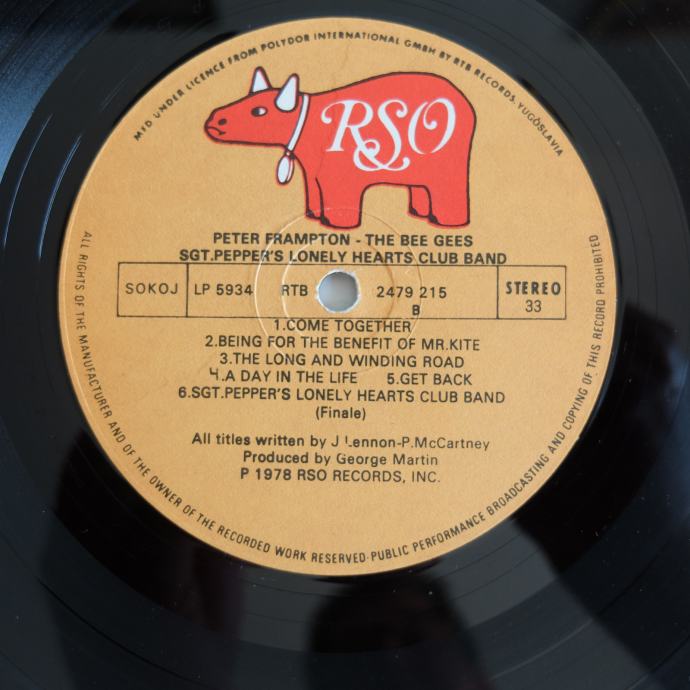 MFD UNDER LICENCE FROM POLYDOR INTERNATIONAL GMBH BY RTB RECORDS, YUGOSLAVIA
RSO
PETER FRAMPTON - THE BEE GEES
SGT.PEPPER'S LONELY HEARTS CLUB BAND
SOKOJ LP 5934 RTB 2479 215 STEREO
B 33
1.COME TOGETHER
2.BEING FOR THE BENEFIT OF MR.KITE
3.THE LONG AND WINDING ROAD
4.A DAY IN THE LIFE 5.GET BACK
6.SGT.PEPPER'S LONELY HEARTS CLUB BAND
(Finale)
All titles written by J Lennon-P.McCartney
Produced by George Martin
P 1978 RSO RECORDS, INC.
ALL RIGHTS OF THE MANUFACTURER AND OF THE OWNER OF THE RECORDED WORK RESERVED·PUBLIC PERFORMANCE BROADCASTING AND COPYING OF THIS RECORD PROHIBITED